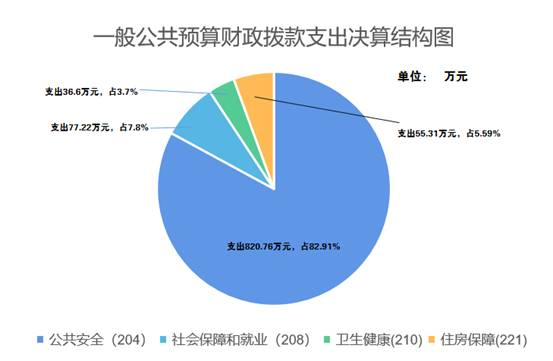 一般公共预算财政拨款支出决算结构图
单位： 万元
支出36.6万元，占3.7%
支出77.22万元，占7.8%
支出55.31万元，占5.59%
支出820.76万元，占82.91%
公共安全（204） 社会保障和就业（208） 卫生健康(210) 住房保障(221)